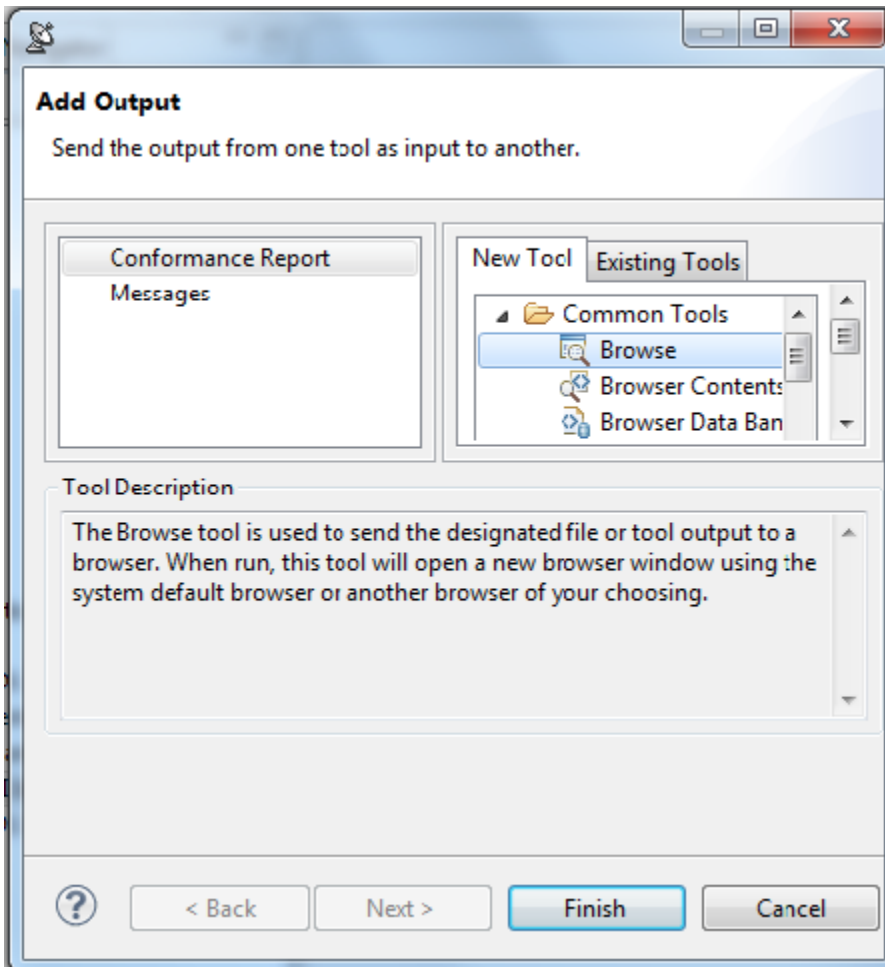 Add Output
Send the output from one tool as input to another.
Conformance Report
Messages
New Tool
Existing Tools
Common Tools
Browse
Browser Contents
Browser Data Ban
Tool Description
The Browse tool is used to send the designated file or tool output to a
browser. When run, this tool will open a new browser window using the
system default browser or another browser of your choosing.
?
< Back
Next >
Finish
Cancel